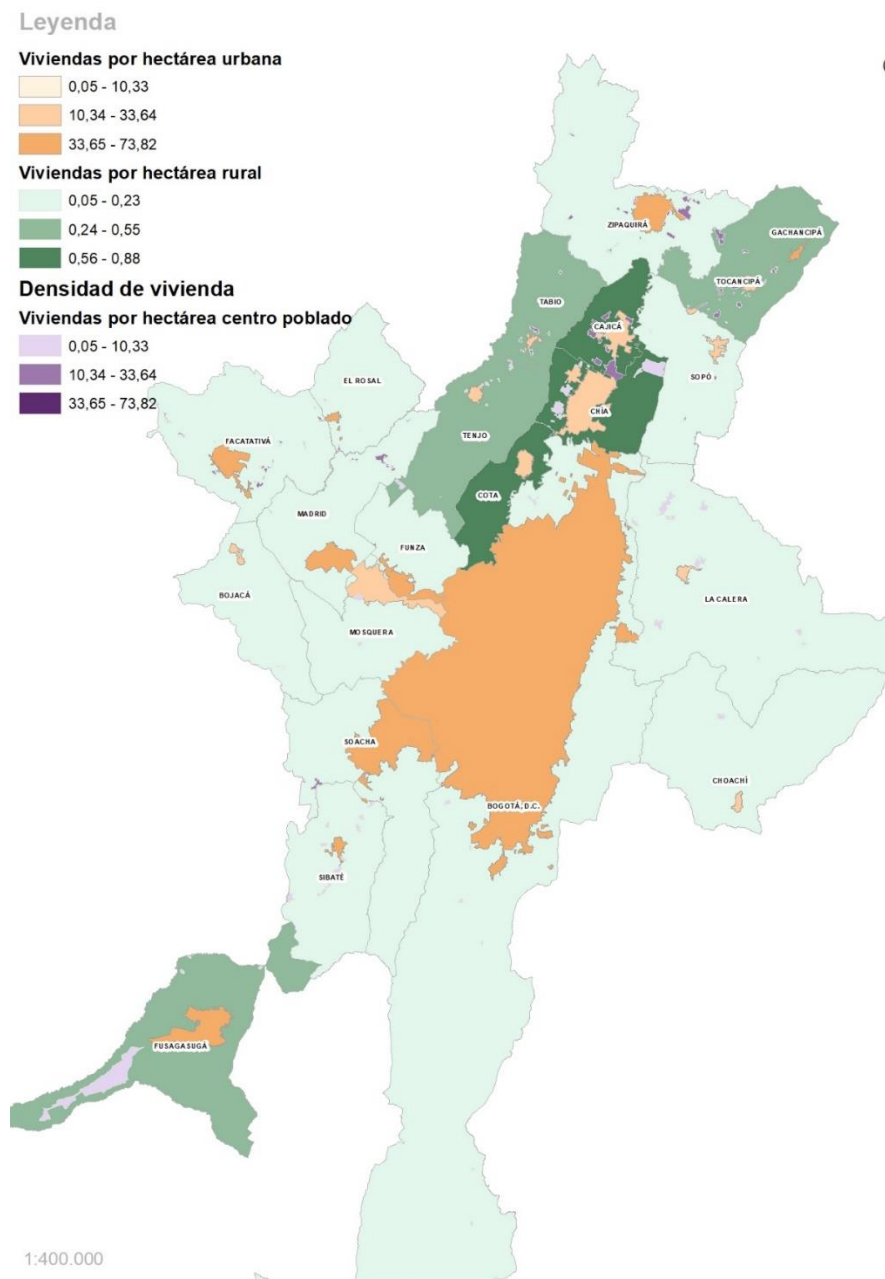 Leyenda
Viviendas por hectárea urbana
0,05 - 10,33
10,34 - 33,64
33,65 - 73,82
Viviendas por hectárea rural
0,05 - 0,23
0,24 - 0,55
0,56 - 0,88
Densidad de vivienda
Viviendas por hectárea centro poblado
0,05 - 10,33
10,34 - 33,64
33,65 - 73,82
ZIPAQUIRÁ
GACHANCIPÁ
TOCANCIPÁ
TABIO
CAJICÁ
EL ROSAL
SOPÓ
CHÍA
FACATATIVÁ
TENJO
COTA
MADRID
FUNZA
BOJACÁ
LA CALERA
MOSQUERA
SOACHA
CHOACHÍ
BOGOTÁ, D.C.
SIBATÉ
FUSAGASUGÁ
1:400.000